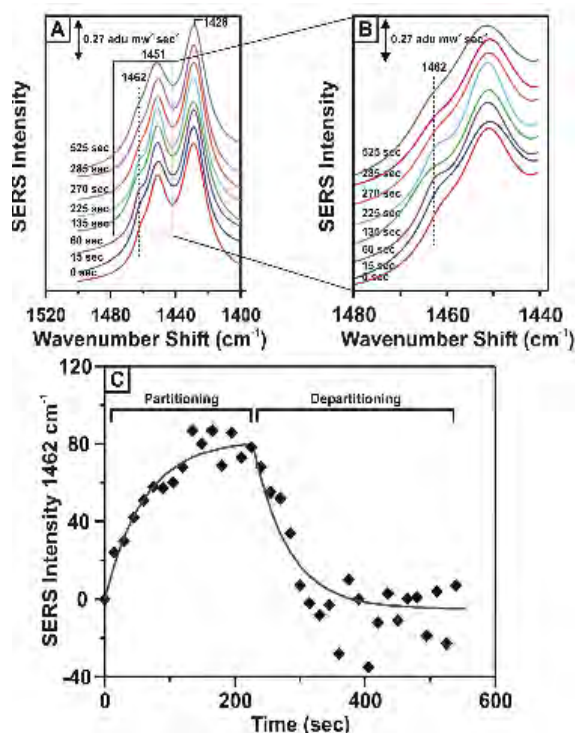 A
0.27 adu mw⁻¹ sec⁻¹
1428
1451
1462
525 sec
285 sec
270 sec
225 sec
135 sec
60 sec
15 sec
0 sec
SERS Intensity
1520 1480 1440 1400
Wavenumber Shift (cm⁻¹)
B
0.27 adu mw⁻¹ sec⁻¹
1462
525 sec
285 sec
270 sec
225 sec
135 sec
60 sec
15 sec
0 sec
SERS Intensity
1480 1460 1440
Wavenumber Shift (cm⁻¹)
C
Partitioning
Departitioning
120
80
40
0
-40
SERS Intensity 1462 cm⁻¹
0 200 400 600
Time (sec)